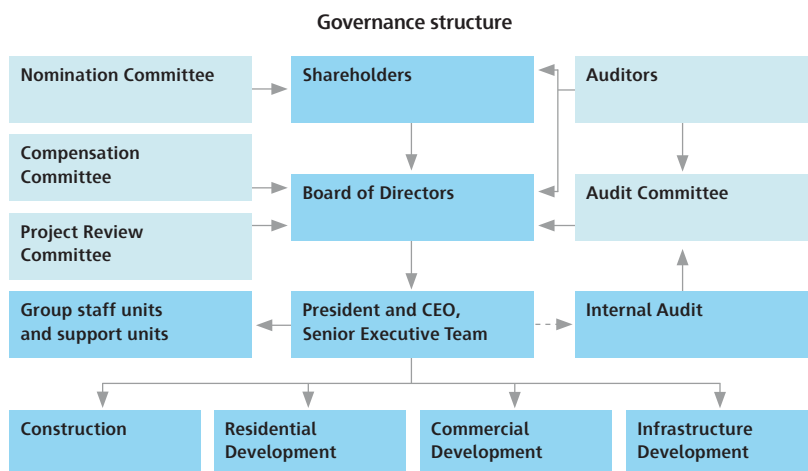 Governance structure
Nomination Committee
Shareholders
Auditors
Compensation
Committee
Board of Directors
Audit Committee
Project Review
Committee
Group staff units
and support units
President and CEO,
Senior Executive Team
Internal Audit
Construction
Residential
Development
Commercial
Development
Infrastructure
Development